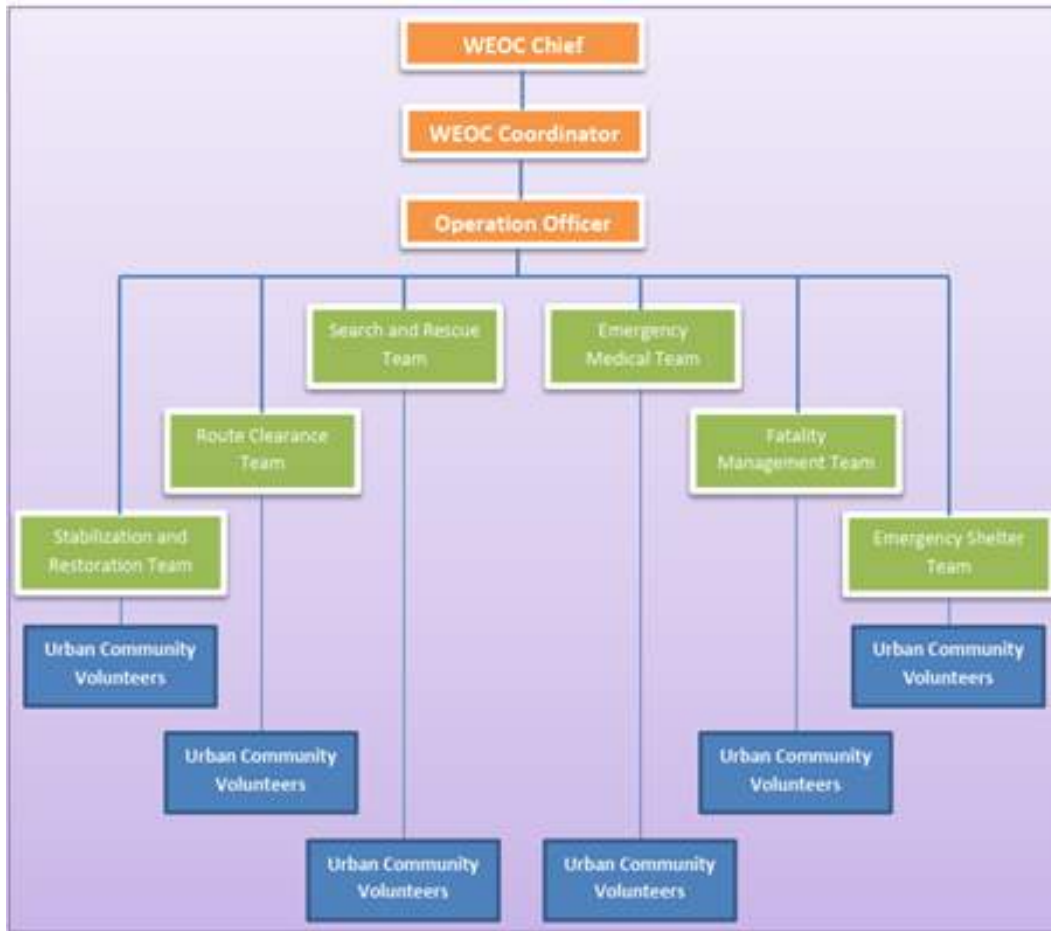 WEOC Chief
WEOC Coordinator
Operation Officer
Search and Rescue
Team
Emergency
Medical Team
Route Clearance
Team
Fatality
Management Team
Stabilization and
Restoration Team
Emergency Shelter
Team
Urban Community
Volunteers
Urban Community
Volunteers
Urban Community
Volunteers
Urban Community
Volunteers
Urban Community
Volunteers
Urban Community
Volunteers